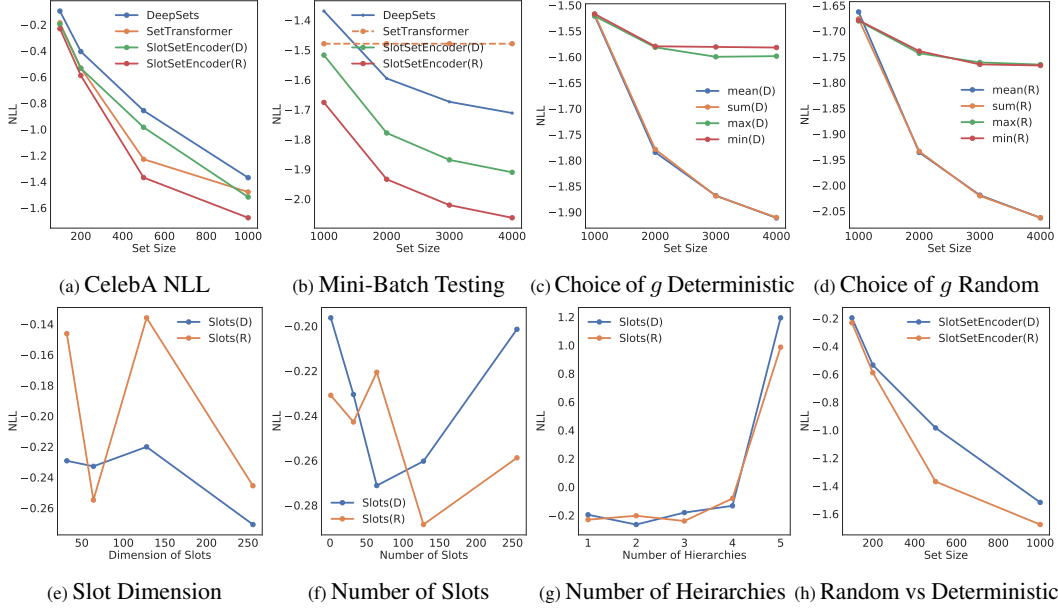 NLL
−0.2
−0.4
−0.6
−0.8
−1.0
−1.2
−1.4
−1.6
200 400 600 800 1000
Set Size
DeepSets
SetTransformer
SlotSetEncoder(D)
SlotSetEncoder(R)
(a) CelebA NLL
NLL
−1.4
−1.5
−1.6
−1.7
−1.8
−1.9
−2.0
1000 1500 2000 2500 3000 3500 4000
Set Size
DeepSets
SetTransformer
SlotSetEncoder(D)
SlotSetEncoder(R)
(b) Mini-Batch Testing
NLL
−1.50
−1.55
−1.60
−1.65
−1.70
−1.75
−1.80
−1.85
−1.90
1000 1500 2000 2500 3000 3500 4000
Set Size
mean(D)
sum(D)
max(D)
min(D)
(c) Choice of g Deterministic
NLL
−1.65
−1.70
−1.75
−1.80
−1.85
−1.90
−1.95
−2.00
−2.05
1000 1500 2000 2500 3000 3500 4000
Set Size
mean(R)
sum(R)
max(R)
min(R)
(d) Choice of g Random
NLL
−0.14
−0.16
−0.18
−0.20
−0.22
−0.24
−0.26
50 100 150 200 250
Dimension of Slots
Slots(D)
Slots(R)
(e) Slot Dimension
NLL
−0.20
−0.22
−0.24
−0.26
−0.28
0 50 100 150 200 250
Number of Slots
Slots(D)
Slots(R)
(f) Number of Slots
NLL
1.2
1.0
0.8
0.6
0.4
0.2
0.0
−0.2
1 2 3 4 5
Number of Hierarchies
Slots(D)
Slots(R)
(g) Number of Heirarchies
NLL
−0.2
−0.4
−0.6
−0.8
−1.0
−1.2
−1.4
−1.6
200 400 600 800 1000
Set Size
SlotSetEncoder(D)
SlotSetEncoder(R)
(h) Random vs Deterministic